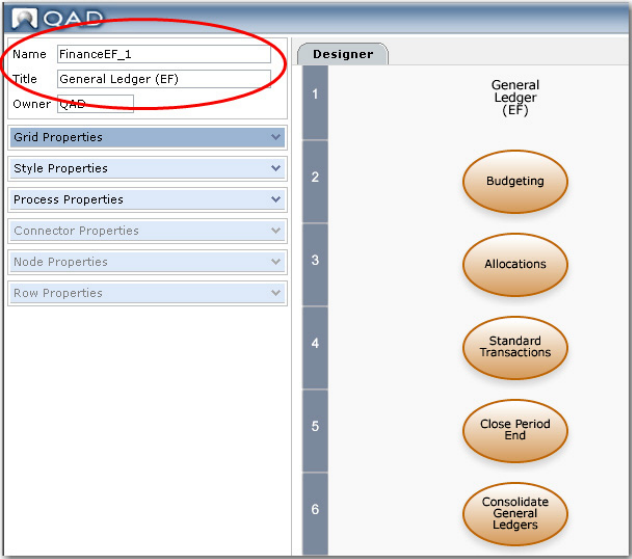 QAD
Name FinanceEF_1
Title General Ledger (EF)
Owner QAD
Grid Properties
Style Properties
Process Properties
Connector Properties
Node Properties
Row Properties
Designer
1
General
Ledger
(EF)
2
Budgeting
3
Allocations
4
Standard
Transactions
5
Close Period
End
6
Consolidate
General
Ledgers